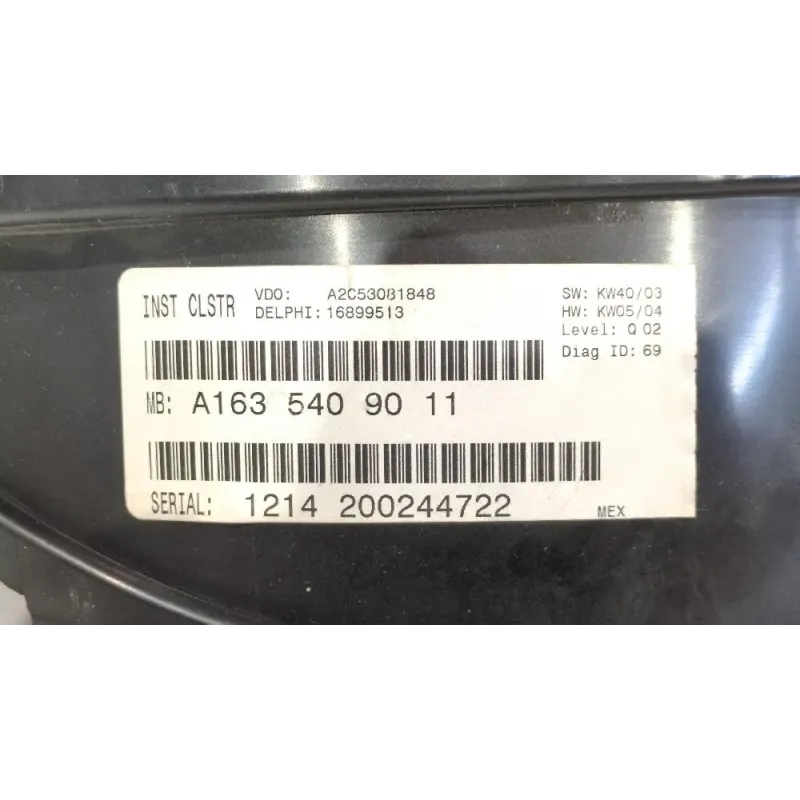 INST CLSTR VDO: A2C53081848
DELPHI: 16899513
SW: KW40/03
HW: KW05/04
Level: Q 02
Diag ID: 69
MB: A163 540 90 11
SERIAL: 1214 200244722
MEX